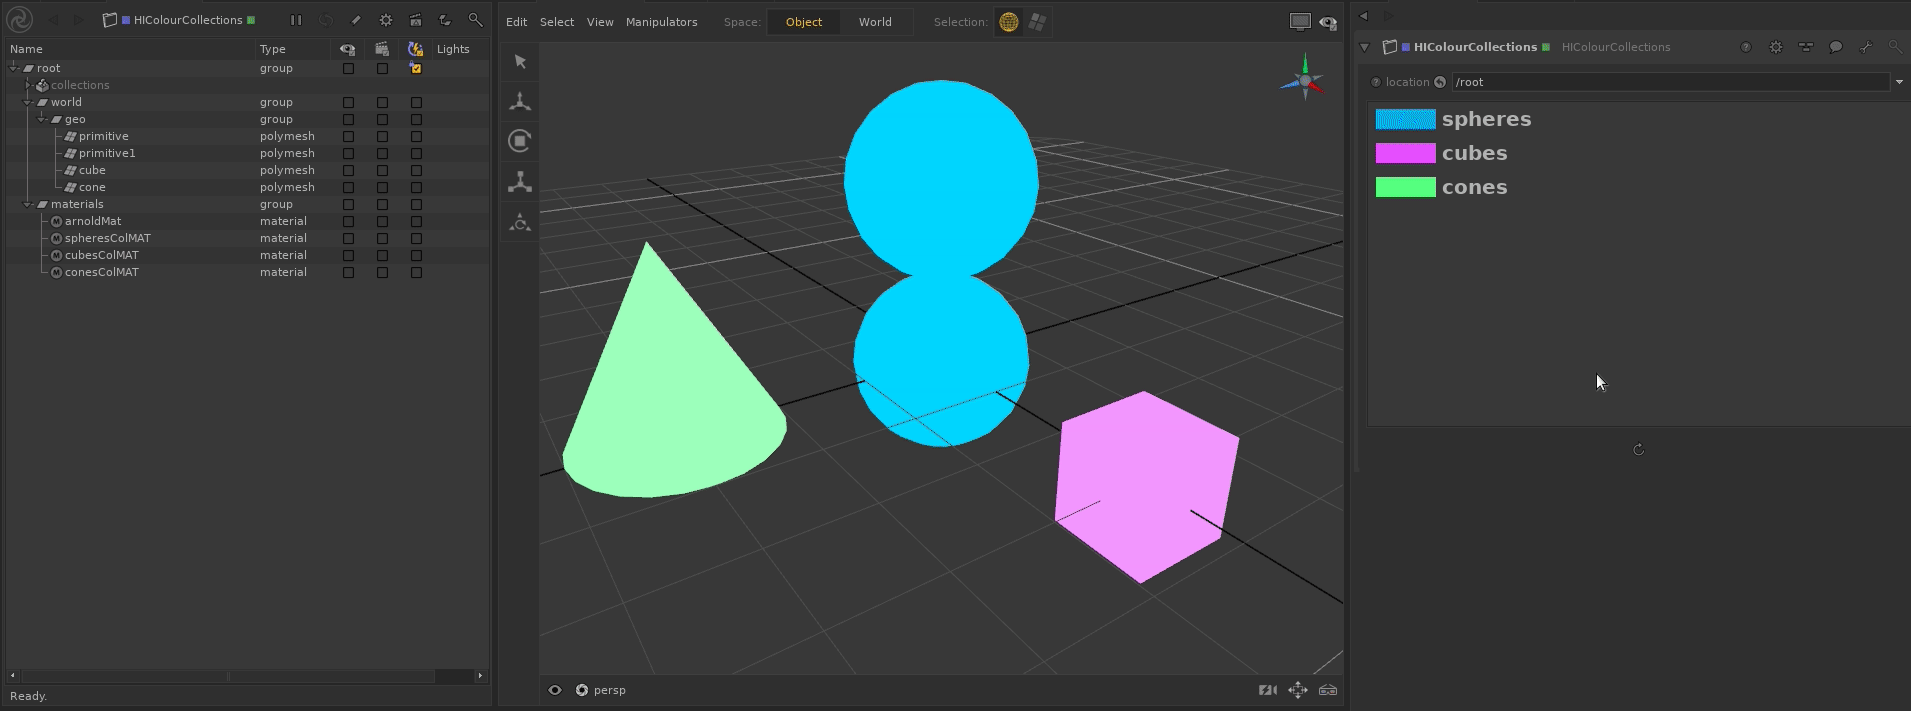 HIColourCollections
Name Type Lights
root group
collections
world group
geo group
primitive polymesh
primitive1 polymesh
cube polymesh
cone polymesh
materials group
arnoldMat material
spheresColMAT material
cubesColMAT material
conesColMAT material
Ready.
Edit Select View Manipulators Space: Object World Selection:
persp
HIColourCollections HIColourCollections
location /root
spheres
cubes
cones